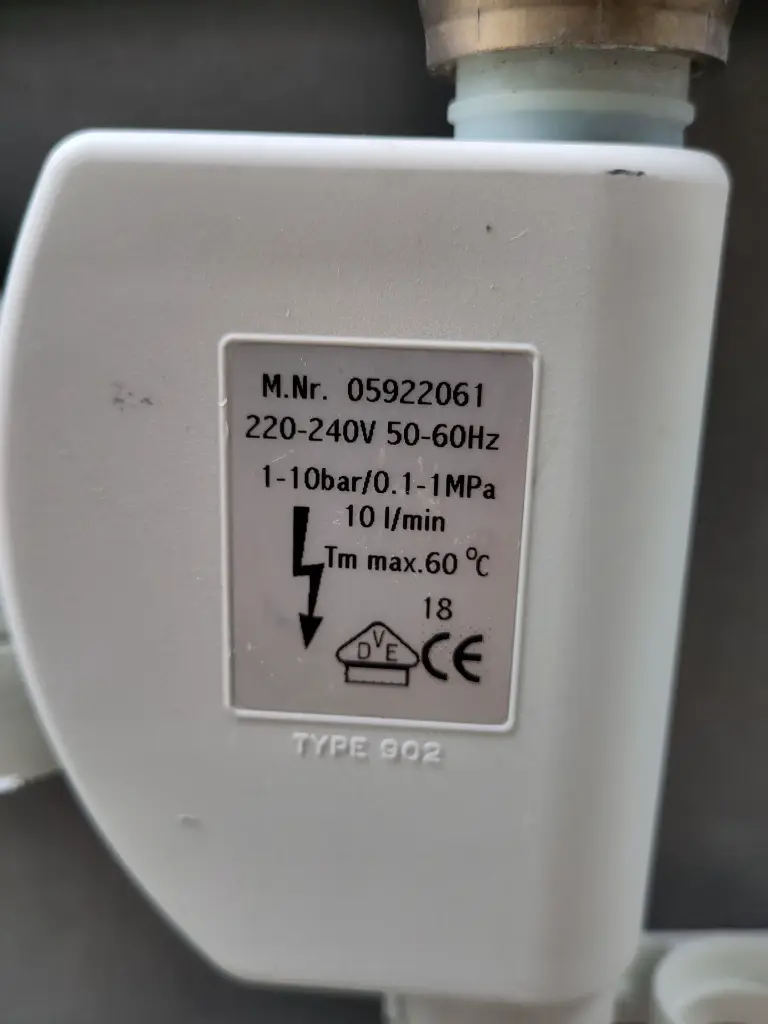 M.Nr. 05922061
220-240V 50-60Hz
1-10bar/0.1-1MPa
10 l/min
Tm max.60 °C
18
DVE CE
TYPE 902